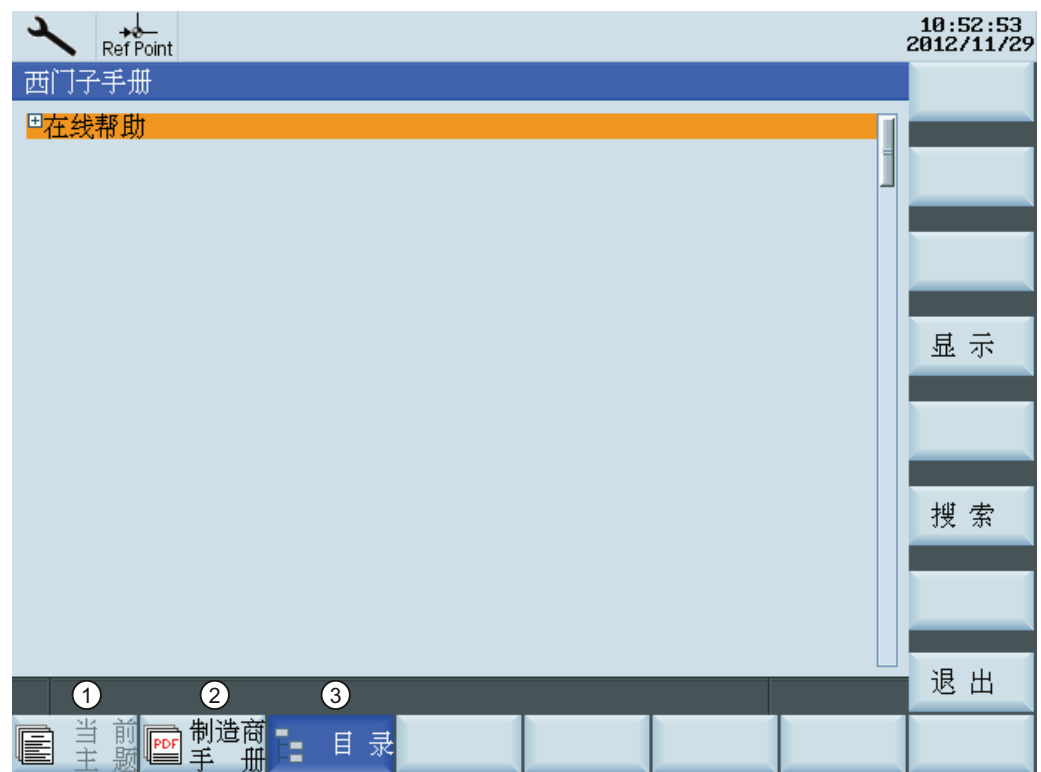 Ref Point
10:52:53
2012/11/29
西门子手册
在线帮助
显示
搜索
退出
1
2
3
当前
主题
PDF
制造商
手册
目录